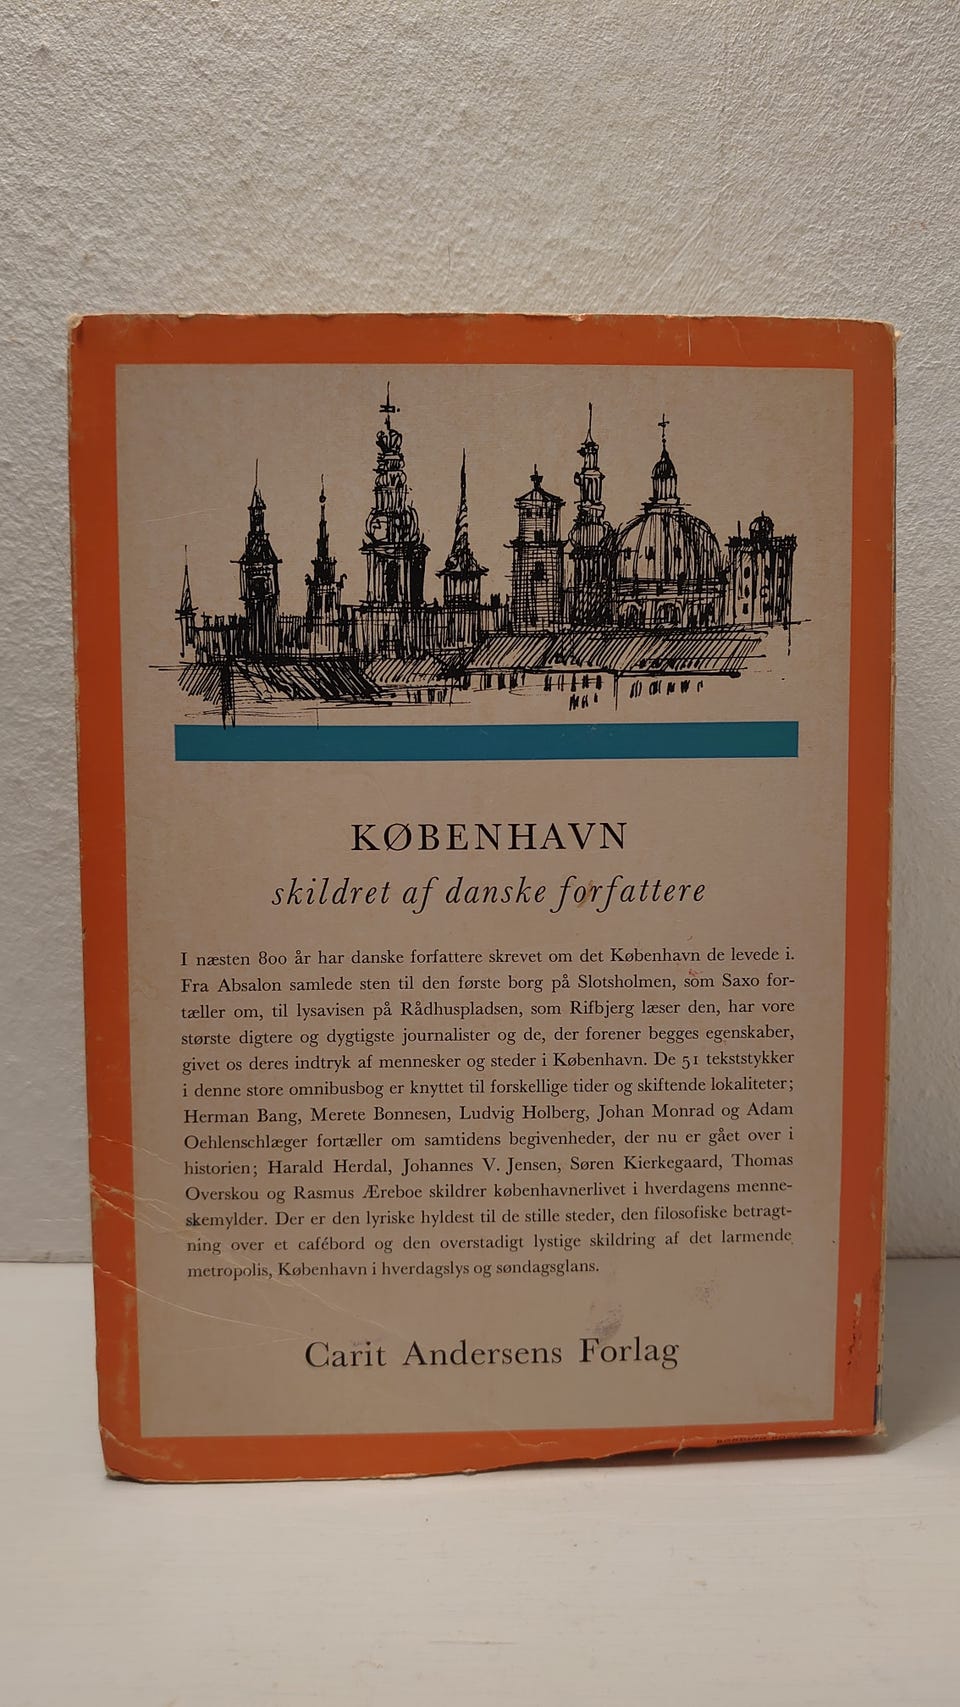 KØBENHAVN
skildret af danske forfattere
I næsten 800 år har danske forfattere skrevet om det København de levede i.
Fra Absalon samlede sten til den første borg på Slotsholmen, som Saxo for-
tæller om, til lysavisen på Rådhuspladsen, som Rifbjerg læser den, har vore
største digtere og dygtigste journalister og de, der forener begges egenskaber,
givet os deres indtryk af mennesker og steder i København. De 51 tekststykker
i denne store omnibusbog er knyttet til forskellige tider og skiftende lokaliteter;
Herman Bang, Merete Bonnesen, Ludvig Holberg, Johan Monrad og Adam
Oehlenschlæger fortæller om samtidens begivenheder, der nu er gået over i
historien; Harald Herdal, Johannes V. Jensen, Søren Kierkegaard, Thomas
Overskou og Rasmus Æreboe skildrer københavnerlivet i hverdagens menne-
skemylder. Der er den lyriske hyldest til de stille steder, den filosofiske betragt-
ning over et cafébord og den overstadigt lystige skildring af det larmende
metropolis, København i hverdagslys og søndagsglans.
Carit Andersens Forlag